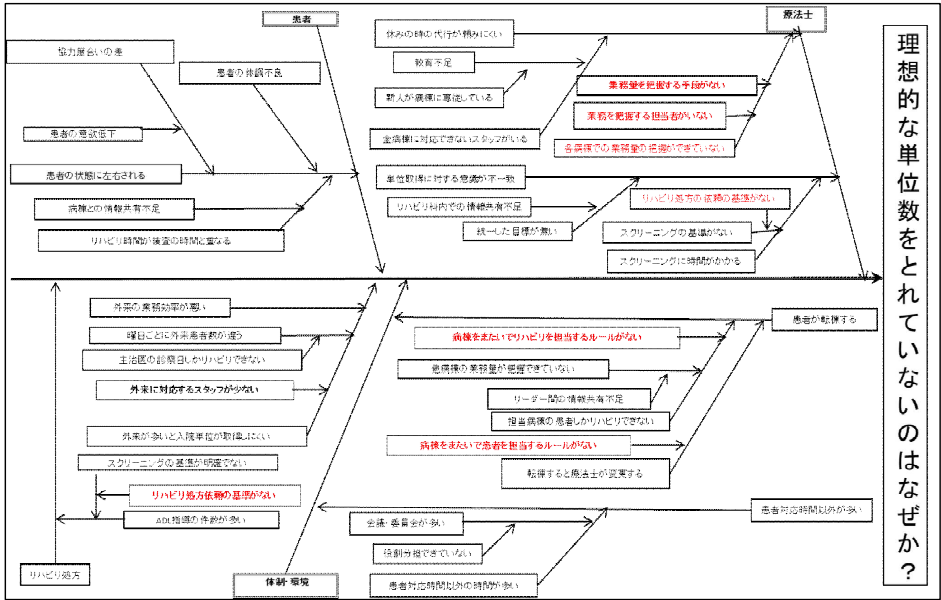 患者
療法士
理想的な単位数をとれていないのはなぜか？
協力度合いの差
患者の体調不良
患者の意欲低下
患者の状態に左右される
病棟との情報共有不足
リハビリ時間が検査の時間と重なる
休みの時の代行が頼みにくい
教育不足
新人が病棟に専従している
全病棟に対応できないスタッフがいる
業務量を把握する手段がない
業務を把握する担当者がいない
各病棟での業務量の把握ができていない
単位取得に対する意識が不一致
リハビリ科内での情報共有不足
統一した目標が無い
リハビリ処方の依頼の基準がない
スクリーニングの基準がない
スクリーニングに時間がかかる
外来の業務効率が悪い
曜日ごとに外来患者数が違う
主治医の診察日しかリハビリできない
外来に対応するスタッフが少ない
外来が多いと入院単位が取得しにくい
スクリーニングの基準が明確でない
リハビリ処方依頼の基準がない
ADL指導の件数が多い
リハビリ処方
体制・環境
患者が転棟する
病棟をまたいでリハビリを担当するルールがない
他病棟の業務量が把握できていない
リーダー間の情報共有不足
担当病棟の患者しかリハビリできない
病棟をまたいで患者を担当するルールがない
転棟すると療法士が変更する
患者対応時間以外が多い
会議・委員会が多い
役割分担できていない
患者対応時間以外の時間が多い